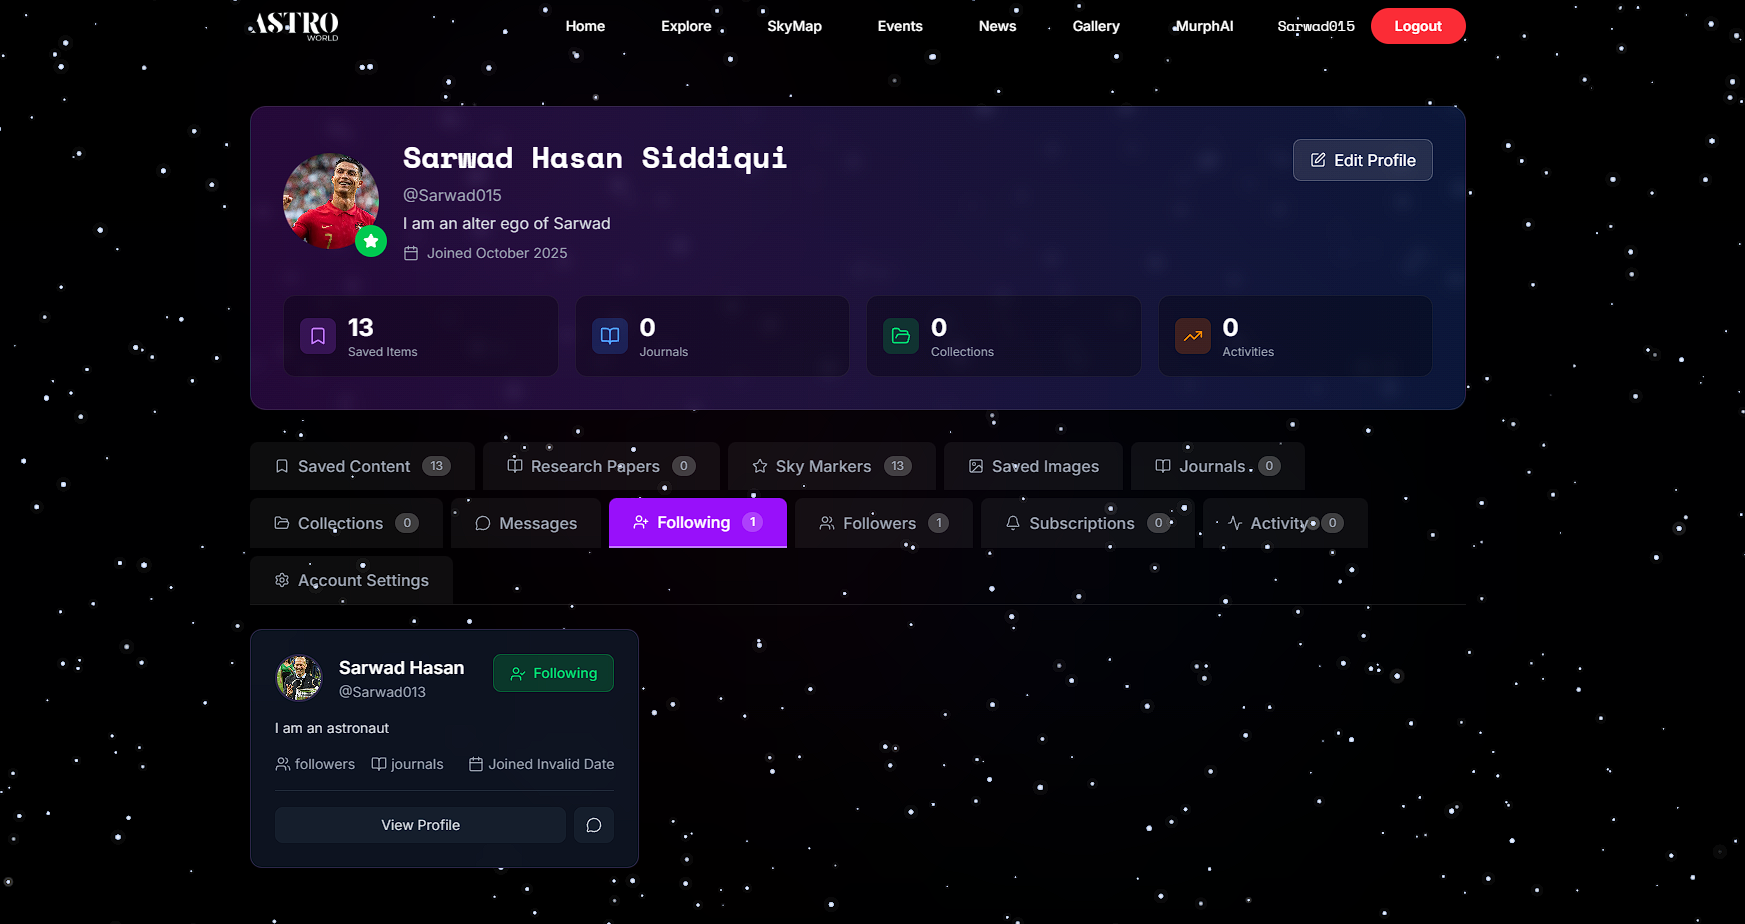 ASTRO
WORLD
Home Explore SkyMap Events News Gallery MurphAI Sarwad015 Logout
Sarwad Hasan Siddiqui
Edit Profile
@Sarwad015
I am an alter ego of Sarwad
Joined October 2025
7
13
Saved Items
0
Journals
0
Collections
0
Activities
Saved Content 13 Research Papers 0 Sky Markers 13 Saved Images Journals 0
Collections 0 Messages Following 1 Followers 1 Subscriptions 0 Activity 0
Account Settings
Sarwad Hasan
@Sarwad013
Following
I am an astronaut
followers journals Joined Invalid Date
View Profile